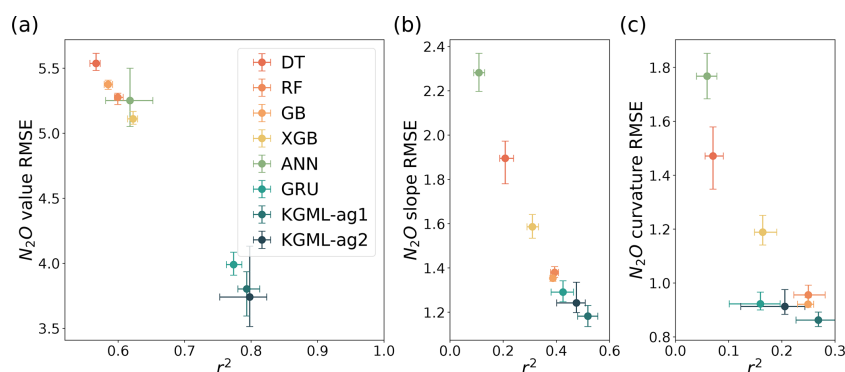 (a)
N₂O value RMSE
5.5
5.0
4.5
4.0
3.5
0.6
0.7
0.8
0.9
1.0
r²
DT
RF
GB
XGB
ANN
GRU
KGML-ag1
KGML-ag2
(b)
N₂O slope RMSE
2.4
2.2
2.0
1.8
1.6
1.4
1.2
0.0
0.2
0.4
0.6
r²
(c)
N₂O curvature RMSE
1.8
1.6
1.4
1.2
1.0
0.8
0.0
0.1
0.2
0.3
r²